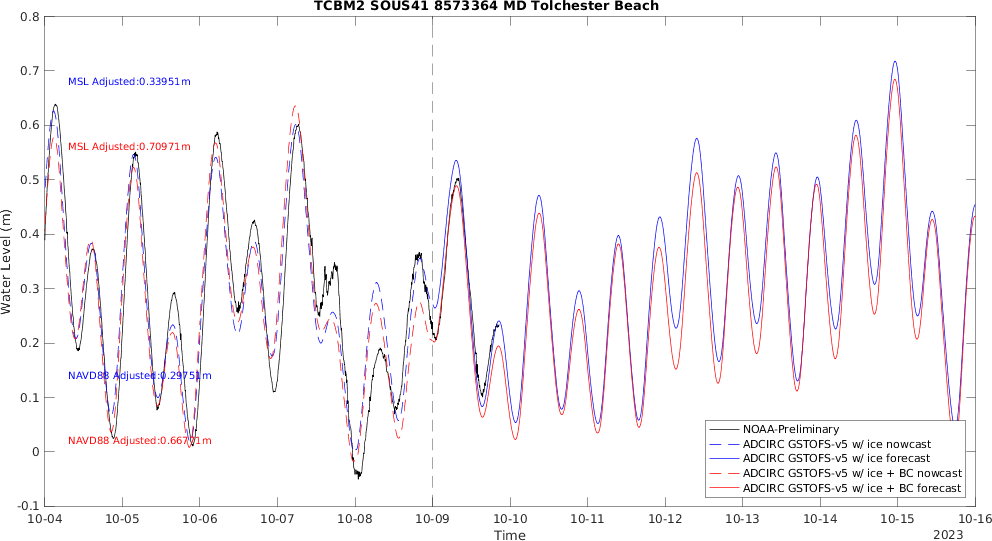 TCBM2 SOUS41 8573364 MD Tolchester Beach
Water Level (m)
0.8
0.7
0.6
0.5
0.4
0.3
0.2
0.1
0
-0.1
MSL Adjusted:0.33951m
MSL Adjusted:0.70971m
NAVD88 Adjusted:0.29751m
NAVD88 Adjusted:
NOAA-Preliminary
ADCIRC GSTOFS-v5 w/ ice nowcast
ADCIRC GSTOFS-v5 w/ ice forecast
ADCIRC GSTOFS-v5 w/ ice + BC nowcast
ADCIRC GSTOFS-v5 w/ ice + BC forecast
10-04 10-05 10-06 10-07 10-08 10-09 10-10 10-11 10-12 10-13 10-14 10-15 10-16
Time
2023